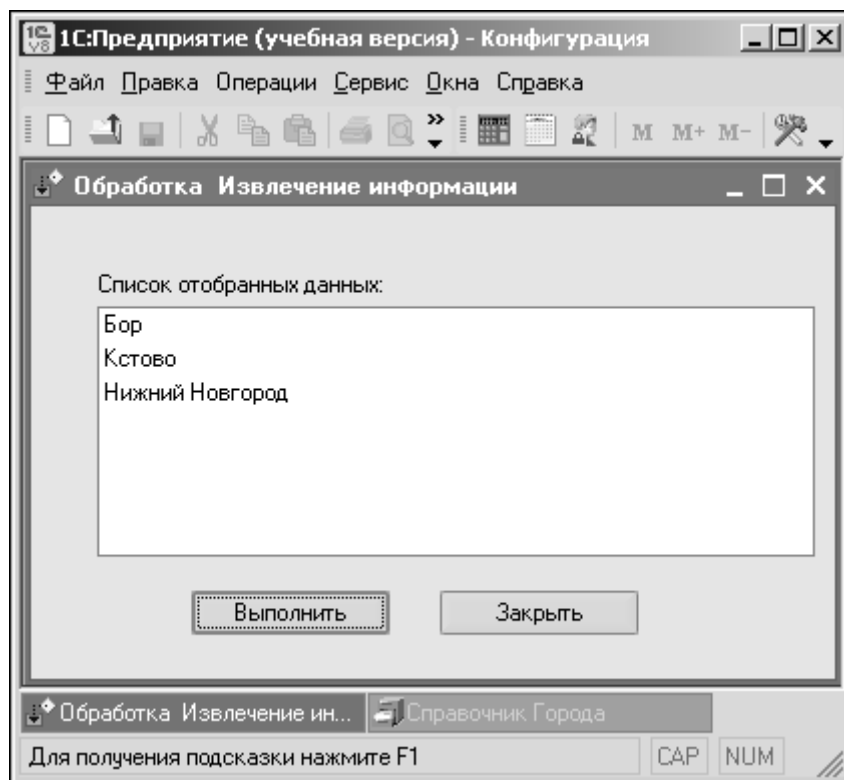 1С:Предприятие (учебная версия) - Конфигурация
Файл Правка Операции Сервис Окна Справка
M M+ M-
Обработка Извлечение информации
Список отобранных данных:
Бор
Кстово
Нижний Новгород
Выполнить Закрыть
Обработка Извлечение ин... Справочник Города
Для получения подсказки нажмите F1 CAP NUM